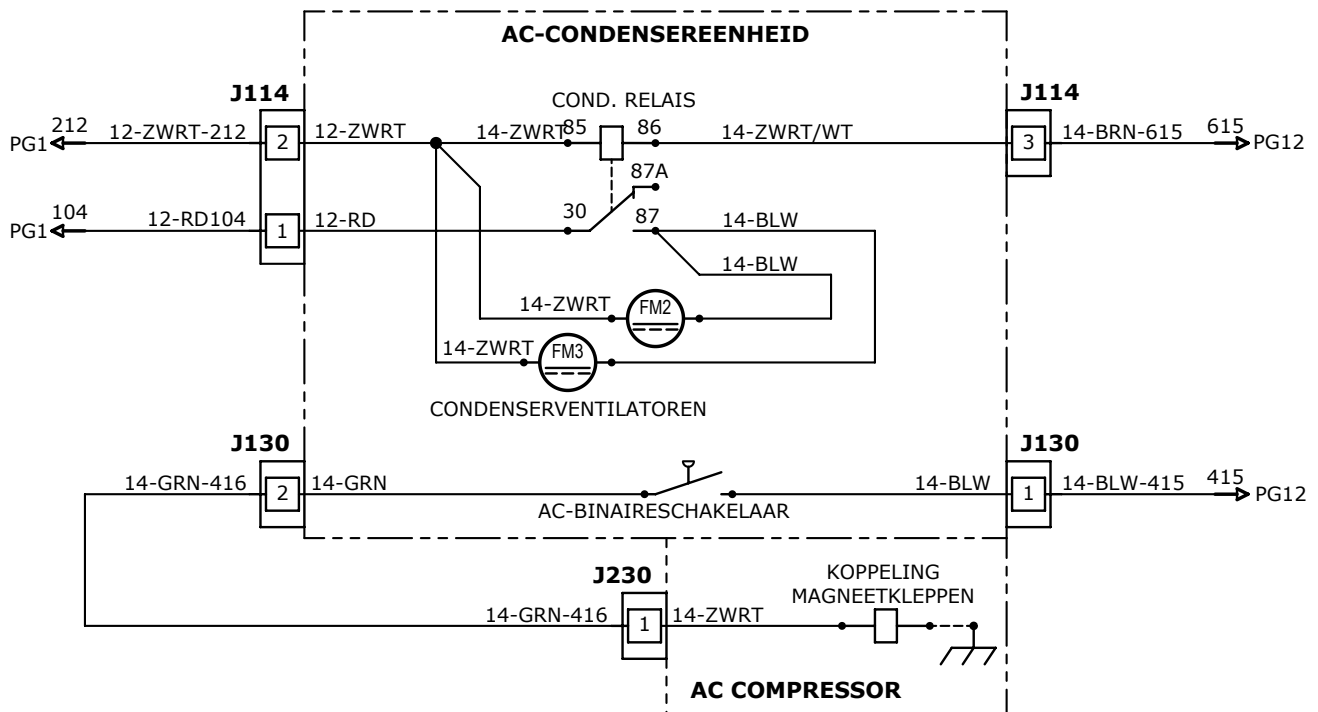 AC-CONDENSEREENHEID
J114
J114
COND. RELAIS
212
12-ZWRT-212
2
12-ZWRT
14-ZWRT
85
86
14-ZWRT/WT
3
14-BRN-615
615
PG1
PG12
87A
104
12-RD104
1
12-RD
30
87
14-BLW
PG1
14-BLW
14-ZWRT
FM2
14-ZWRT
FM3
CONDENSERVENTILATOREN
J130
J130
14-GRN-416
2
14-GRN
14-BLW
1
14-BLW-415
415
PG12
AC-BINAIRESCHAKELAAR
J230
KOPPELING
MAGNEETKLEPPEN
14-GRN-416
1
14-ZWRT
AC COMPRESSOR